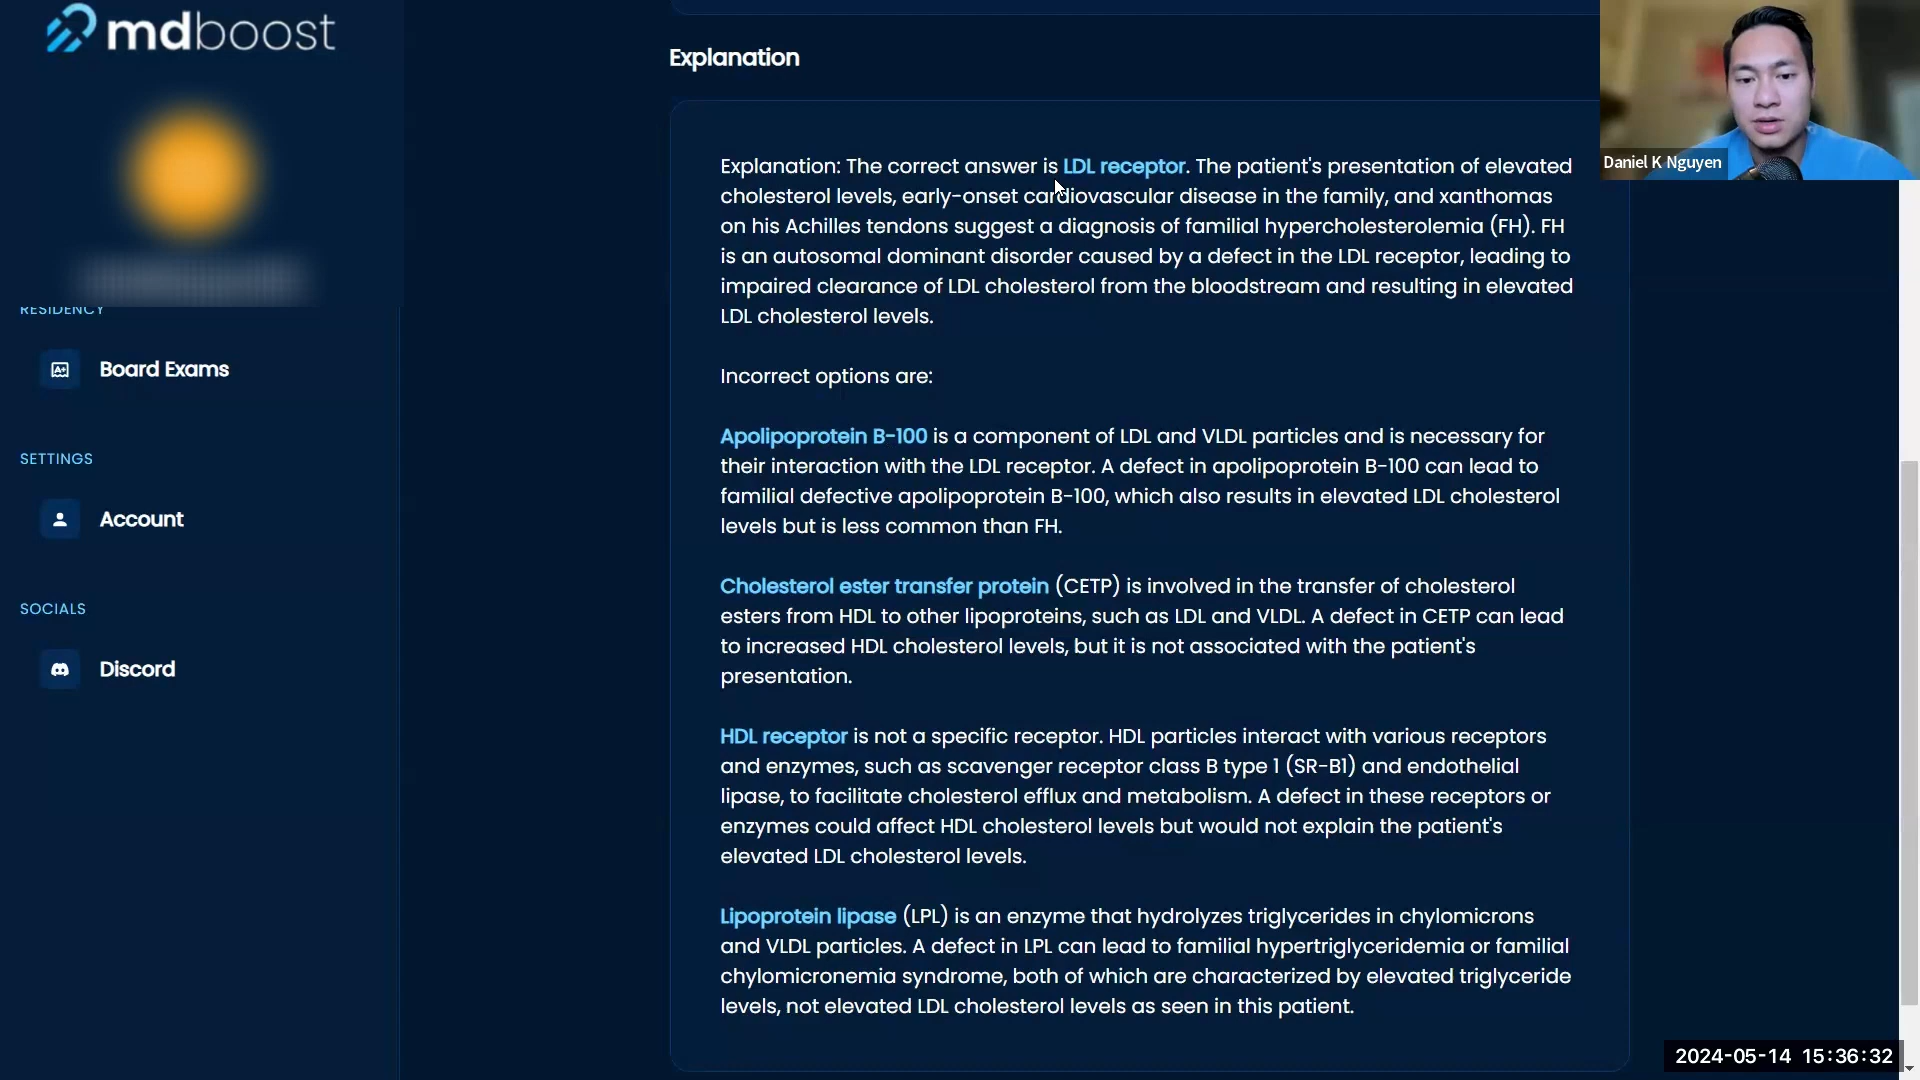 mdboost
RESIDENCY
Board Exams
SETTINGS
Account
SOCIALS
Discord
Explanation
Explanation: The correct answer is LDL receptor. The patient's presentation of elevated
cholesterol levels, early-onset cardiovascular disease in the family, and xanthomas
on his Achilles tendons suggest a diagnosis of familial hypercholesterolemia (FH). FH
is an autosomal dominant disorder caused by a defect in the LDL receptor, leading to
impaired clearance of LDL cholesterol from the bloodstream and resulting in elevated
LDL cholesterol levels.
Incorrect options are:
Apolipoprotein B-100 is a component of LDL and VLDL particles and is necessary for
their interaction with the LDL receptor. A defect in apolipoprotein B-100 can lead to
familial defective apolipoprotein B-100, which also results in elevated LDL cholesterol
levels but is less common than FH.
Cholesterol ester transfer protein (CETP) is involved in the transfer of cholesterol
esters from HDL to other lipoproteins, such as LDL and VLDL. A defect in CETP can lead
to increased HDL cholesterol levels, but it is not associated with the patient's
presentation.
HDL receptor is not a specific receptor. HDL particles interact with various receptors
and enzymes, such as scavenger receptor class B type 1 (SR-B1) and endothelial
lipase, to facilitate cholesterol efflux and metabolism. A defect in these receptors or
enzymes could affect HDL cholesterol levels but would not explain the patient's
elevated LDL cholesterol levels.
Lipoprotein lipase (LPL) is an enzyme that hydrolyzes triglycerides in chylomicrons
and VLDL particles. A defect in LPL can lead to familial hypertriglyceridemia or familial
chylomicronemia syndrome, both of which are characterized by elevated triglyceride
levels, not elevated LDL cholesterol levels as seen in this patient.
Daniel K Nguyen
2024-05-14 15:36:32